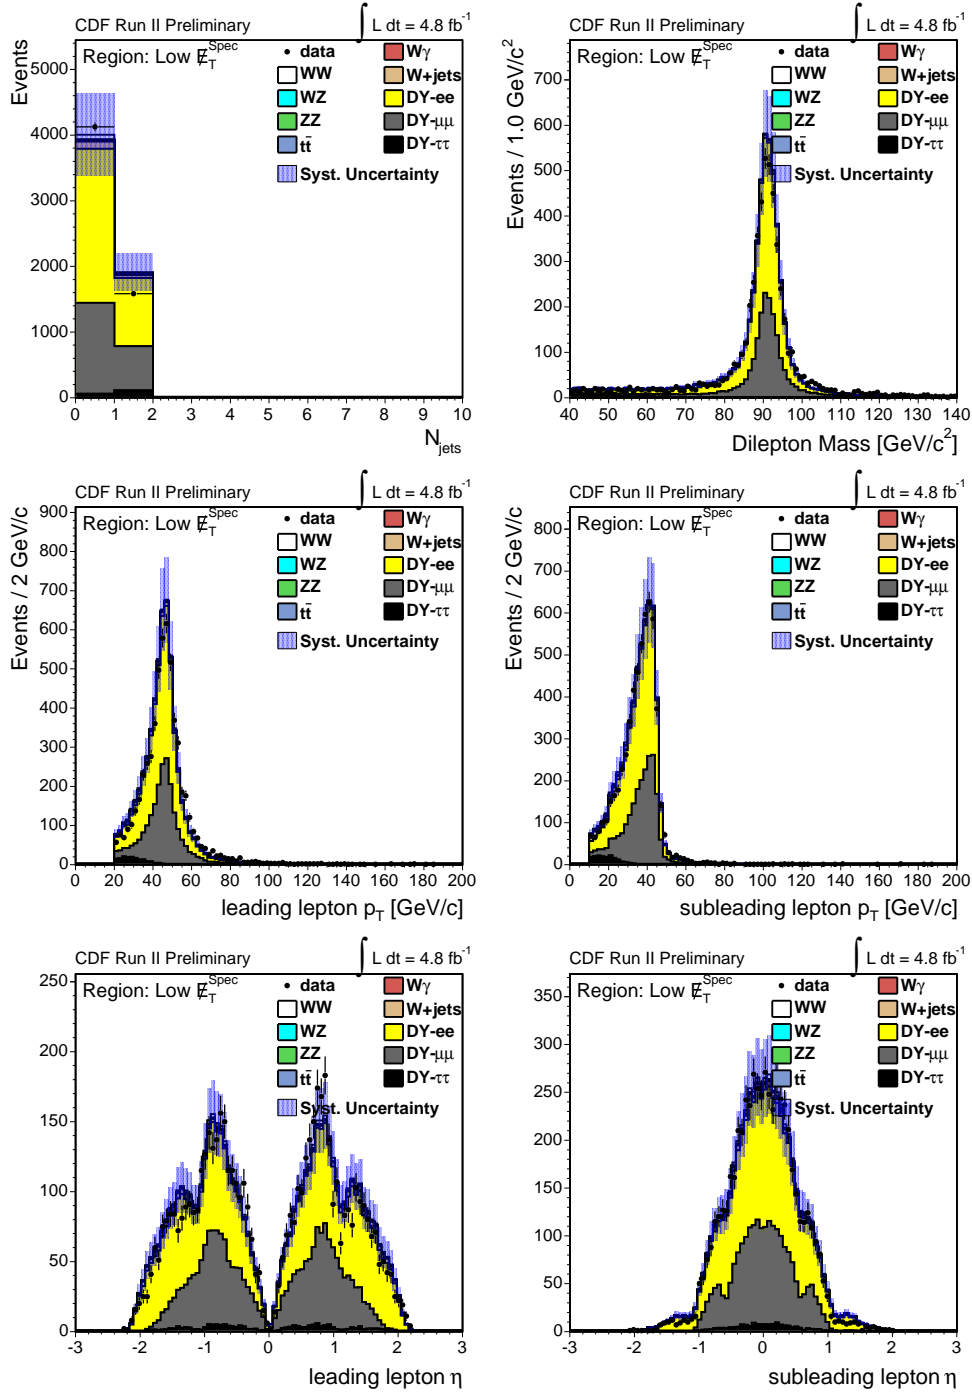 CDF Run II Preliminary ∫ L dt = 4.8 fb⁻¹
Region: Low E̸_T^Spec
data
WW
WZ
ZZ
tt̄
Wγ
W+jets
DY-ee
DY-μμ
DY-ττ
Syst. Uncertainty
Events
5000
4000
3000
2000
1000
0
0 1 2 3 4 5 6 7 8 9 10
N_jets
CDF Run II Preliminary ∫ L dt = 4.8 fb⁻¹
Region: Low E̸_T^Spec
data
WW
WZ
ZZ
tt̄
Wγ
W+jets
DY-ee
DY-μμ
DY-ττ
Syst. Uncertainty
Events / 1.0 GeV/c²
700
600
500
400
300
200
100
0
40 50 60 70 80 90 100 110 120 130 140
Dilepton Mass [GeV/c²]
CDF Run II Preliminary ∫ L dt = 4.8 fb⁻¹
Region: Low E̸_T^Spec
data
WW
WZ
ZZ
tt̄
Wγ
W+jets
DY-ee
DY-μμ
DY-ττ
Syst. Uncertainty
Events / 2 GeV/c
900
800
700
600
500
400
300
200
100
0
0 20 40 60 80 100 120 140 160 180 200
leading lepton p_T [GeV/c]
CDF Run II Preliminary ∫ L dt = 4.8 fb⁻¹
Region: Low E̸_T^Spec
data
WW
WZ
ZZ
tt̄
Wγ
W+jets
DY-ee
DY-μμ
DY-ττ
Syst. Uncertainty
Events / 2 GeV/c
800
700
600
500
400
300
200
100
0
0 20 40 60 80 100 120 140 160 180 200
subleading lepton p_T [GeV/c]
CDF Run II Preliminary ∫ L dt = 4.8 fb⁻¹
Region: Low E̸_T^Spec
data
WW
WZ
ZZ
tt̄
Wγ
W+jets
DY-ee
DY-μμ
DY-ττ
Syst. Uncertainty
250
200
150
100
50
0
-3 -2 -1 0 1 2 3
leading lepton η
CDF Run II Preliminary ∫ L dt = 4.8 fb⁻¹
Region: Low E̸_T^Spec
data
WW
WZ
ZZ
tt̄
Wγ
W+jets
DY-ee
DY-μμ
DY-ττ
Syst. Uncertainty
350
300
250
200
150
100
50
0
-3 -2 -1 0 1 2 3
subleading lepton η